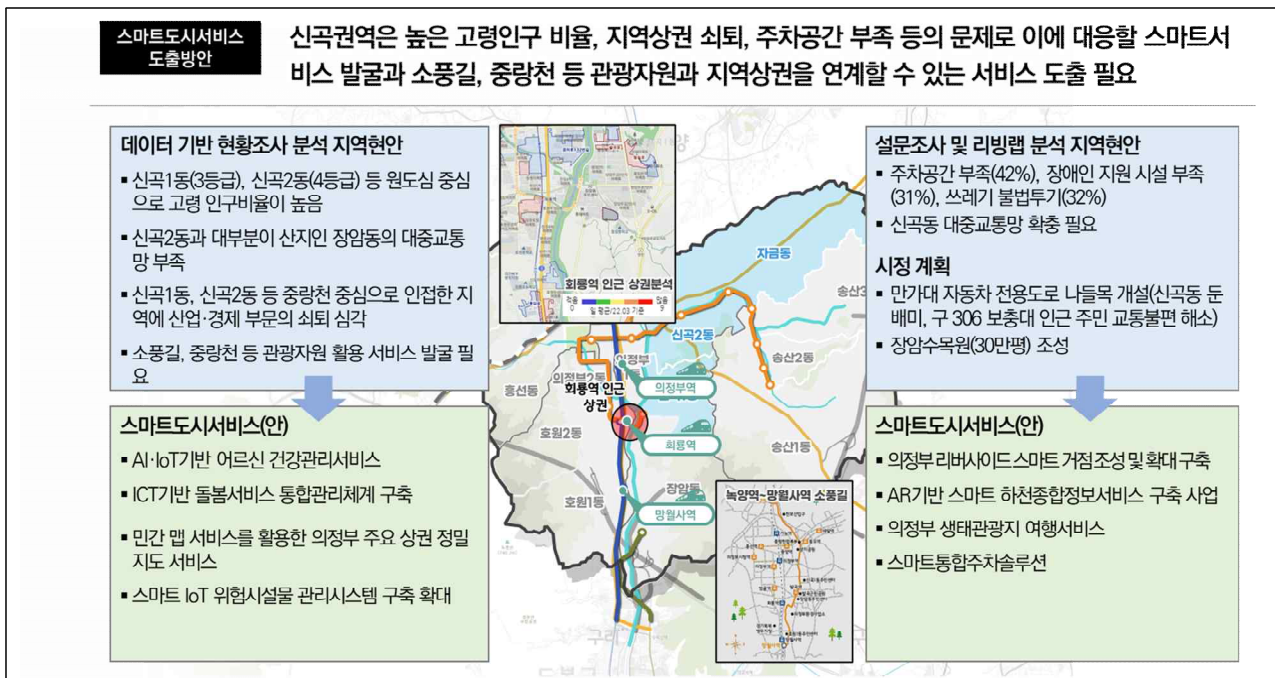 스마트도시서비스
도출방안
신곡권역은 높은 고령인구 비율, 지역상권 쇠퇴, 주차공간 부족 등의 문제로 이에 대응할 스마트서
비스 발굴과 소풍길, 중랑천 등 관광자원과 지역상권을 연계할 수 있는 서비스 도출 필요
데이터 기반 현황조사 분석 지역현안
▪ 신곡1동(3등급), 신곡2동(4등급) 등 원도심 중심
으로 고령 인구비율이 높음
▪ 신곡2동과 대부분이 산지인 장암동의 대중교통
망 부족
▪ 신곡1동, 신곡2동 등 중랑천 중심으로 인접한 지
역에 산업·경제 부문의 쇠퇴 심각
▪ 소풍길, 중랑천 등 관광자원 활용 서비스 발굴 필
요
스마트도시서비스(안)
▪ AI·IoT기반 어르신 건강관리서비스
▪ ICT기반 돌봄서비스 통합관리체계 구축
▪ 민간 맵 서비스를 활용한 의정부 주요 상권 정밀
지도 서비스
▪ 스마트 IoT 위험시설물 관리시스템 구축 확대
회룡역 인근 상권분석
적음 많음
0 9
일 평균/22.03 기준
자금동
송산3
신곡2동
송산2동
의정부
의정부2동
흥선동
회룡역 인근
상권
의정부역
회룡역
호원2동
송산1동
장암동
호원1동
망월사역
녹양역~망월사역 소풍길
설문조사 및 리빙랩 분석 지역현안
▪ 주차공간 부족(42%), 장애인 지원 시설 부족
(31%), 쓰레기 불법투기(32%)
▪ 신곡동 대중교통망 확충 필요
시정 계획
▪ 만가대 자동차 전용도로 나들목 개설(신곡동 둔
배미, 구 306 보충대 인근 주민 교통불편 해소)
▪ 장암수목원(30만평) 조성
스마트도시서비스(안)
▪ 의정부 리버사이드 스마트 거점 조성 및 확대 구축
▪ AR기반 스마트 하천종합정보서비스 구축 사업
▪ 의정부 생태관광지 여행서비스
▪ 스마트통합주차솔루션